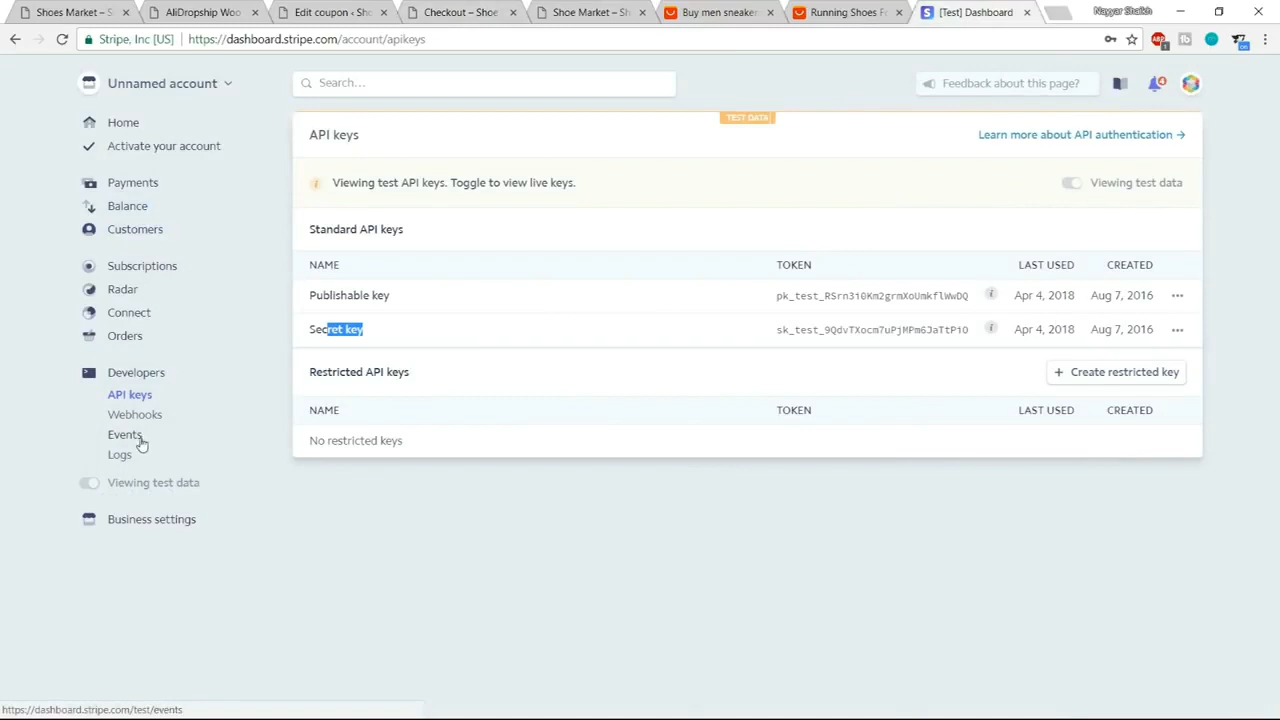 Shoes Market – S
AliDropship Woo
Edit coupon ‹ Sho
Checkout – Shoe
Shoe Market – Sh
Buy men sneaker
Running Shoes Fo
[Test] Dashboard
Nayyar Shaikh
Stripe, Inc [US]
https://dashboard.stripe.com/account/apikeys
Unnamed account
Search...
Feedback about this page?
4
Home
Activate your account
Payments
Balance
Customers
Subscriptions
Radar
Connect
Orders
Developers
API keys
Webhooks
Events
Logs
Viewing test data
Business settings
TEST DATA
API keys
Learn more about API authentication →
Viewing test API keys. Toggle to view live keys.
Viewing test data
Standard API keys
NAME TOKEN LAST USED CREATED
Publishable key pk_test_RSrn3i0Km2grmXoUmkflWwDQ Apr 4, 2018 Aug 7, 2016
Secret key sk_test_9QdvTXocm7uPjMPm6JaTtPiO Apr 4, 2018 Aug 7, 2016
Restricted API keys
+ Create restricted key
NAME TOKEN LAST USED CREATED
No restricted keys
https://dashboard.stripe.com/test/events